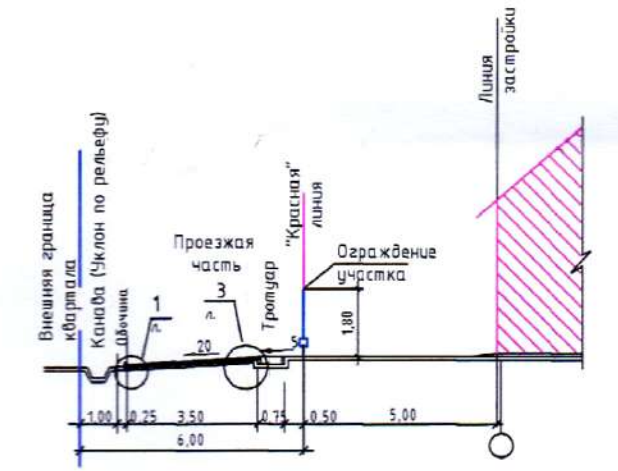 Внешняя граница
квартала
Канава (Уклон по рельефу)
Обочина
1
л.
Проезжая
часть
3
л.
20
Тротуар
"Красная"
линия
5
Ограждение
участка
1,80
Линия
застройки
1,00
0,25
3,50
0,75
0,50
5,00
6,00